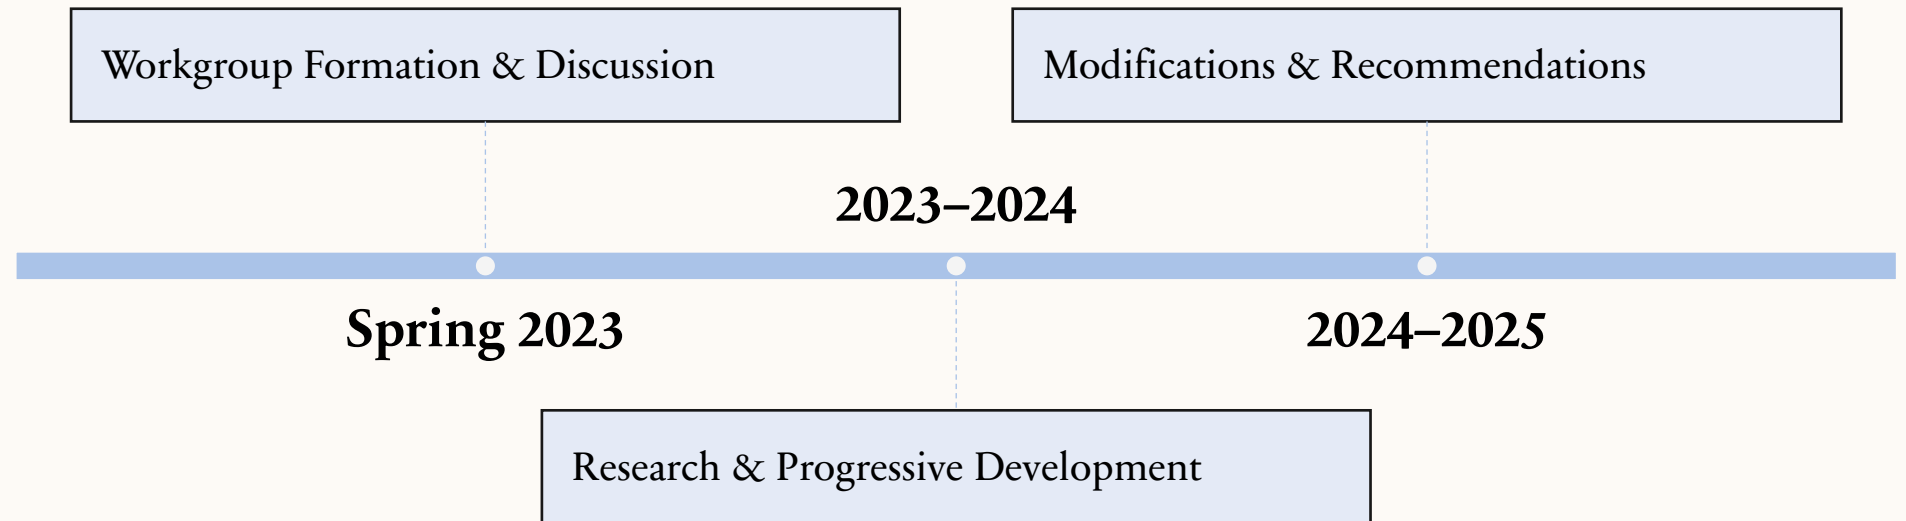 Workgroup Formation & Discussion
Modifications & Recommendations
2023–2024
Spring 2023
2024–2025
Research & Progressive Development